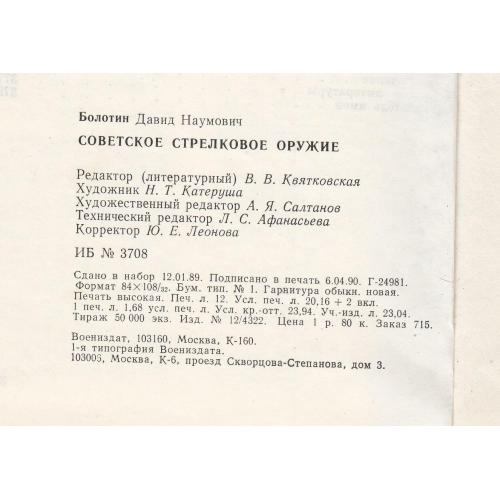 Болотин Давид Наумович
СОВЕТСКОЕ СТРЕЛКОВОЕ ОРУЖИЕ
Редактор (литературный) В. В. Квятковская
Художник Н. Т. Катеруша
Художественный редактор А. Я. Салтанов
Технический редактор Л. С. Афанасьева
Корректор Ю. Е. Леонова
ИБ № 3708
Сдано в набор 12.01.89. Подписано в печать 6.04.90. Г-24981.
Формат 84×108/32. Бум. тип. № 1. Гарнитура обыкн. новая.
Печать высокая. Печ. л. 12. Усл. печ. л. 20,16 + 2 вкл.
1 печ. л. 1,68 усл. печ. л. Усл. кр.-отт. 23,94. Уч.-изд. л. 23,04.
Тираж 50 000 экз. Изд. № 12/4322. Цена 1 р. 80 к. Заказ 715.
Воениздат, 103160, Москва, К-160.
1-я типография Воениздата.
103006, Москва, К-6, проезд Скворцова-Степанова, дом 3.